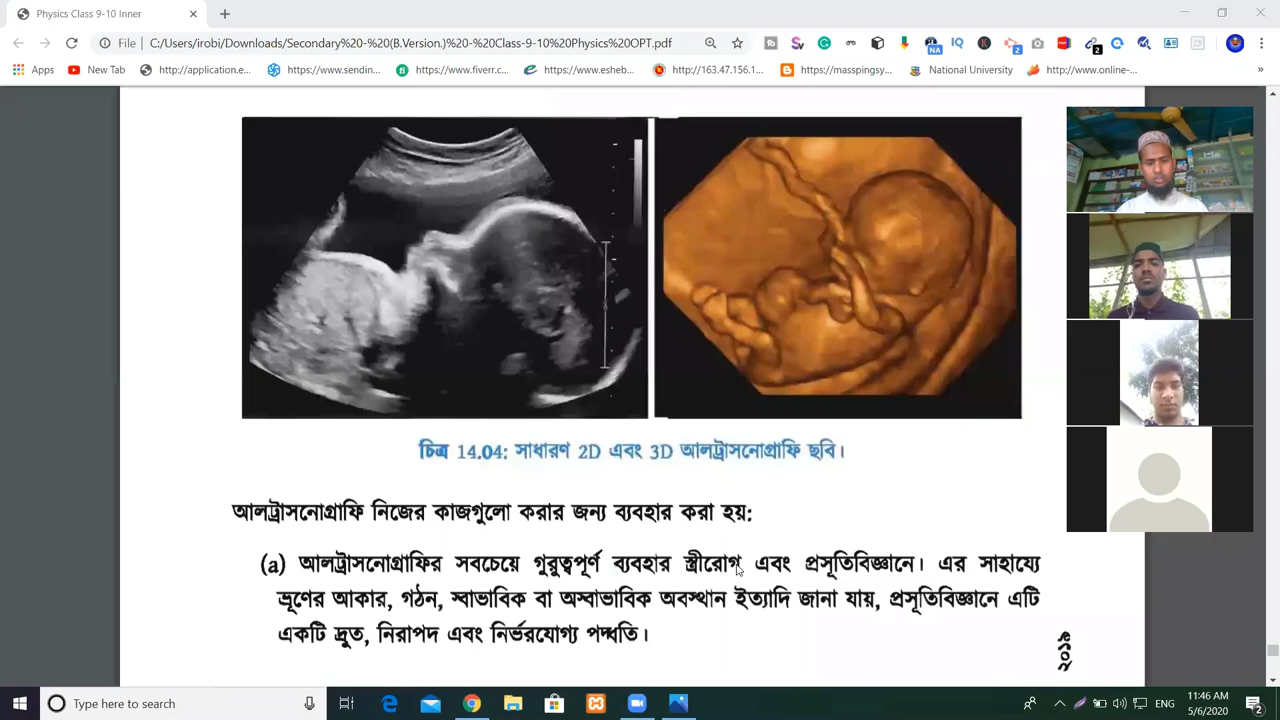 Physics Class 9-10 Inner
File
C:/Users/irobi/Downloads/Secondary%20%20(B.Version)%20-%20Class-9.10%20Physics%20OPT.pdf
Apps
New Tab
http://application.e...
https://www.sendin...
https://www.fiverr.c...
https://www.esheb...
http://163.47.156.1...
https://masspingsy...
National University
http://www.online-...
চিত্র 14.04: সাধারণ 2D এবং 3D আলট্রাসনোগ্রাফি ছবি।
আলট্রাসনোগ্রাফি নিজের কাজগুলো করার জন্য ব্যবহার করা হয়:
(a) আলট্রাসনোগ্রাফির সবচেয়ে গুরুত্বপূর্ণ ব্যবহার স্ত্রীরোগ এবং প্রসূতিবিজ্ঞানে। এর সাহায্যে
ভ্রূণের আকার, গঠন, স্বাভাবিক বা অস্বাভাবিক অবস্থান ইত্যাদি জানা যায়, প্রসূতিবিজ্ঞানে এটি
একটি দ্রুত, নিরাপদ এবং নির্ভরযোগ্য পদ্ধতি।
২০১৯
Type here to search
ENG
11:46 AM
5/6/2020